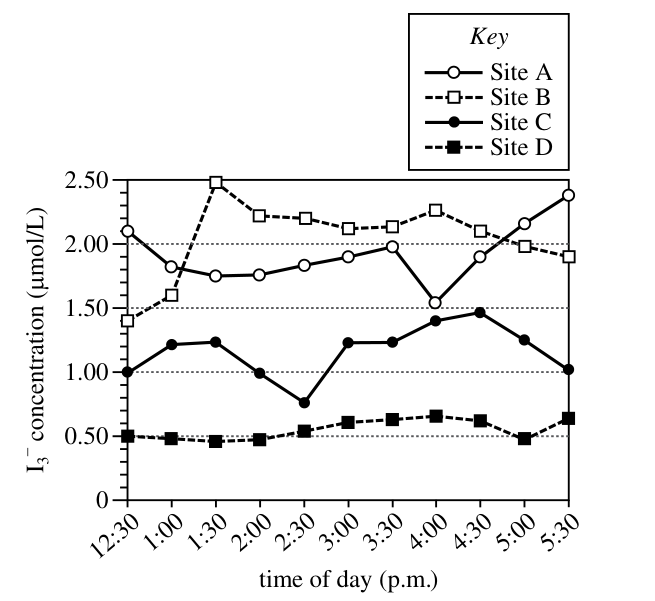 Key
Site A
Site B
Site C
Site D
2.50
2.00
1.50
1.00
0.50
0
I₃⁻ concentration (μmol/L)
12:30
1:00
1:30
2:00
2:30
3:00
3:30
4:00
4:30
5:00
5:30
time of day (p.m.)